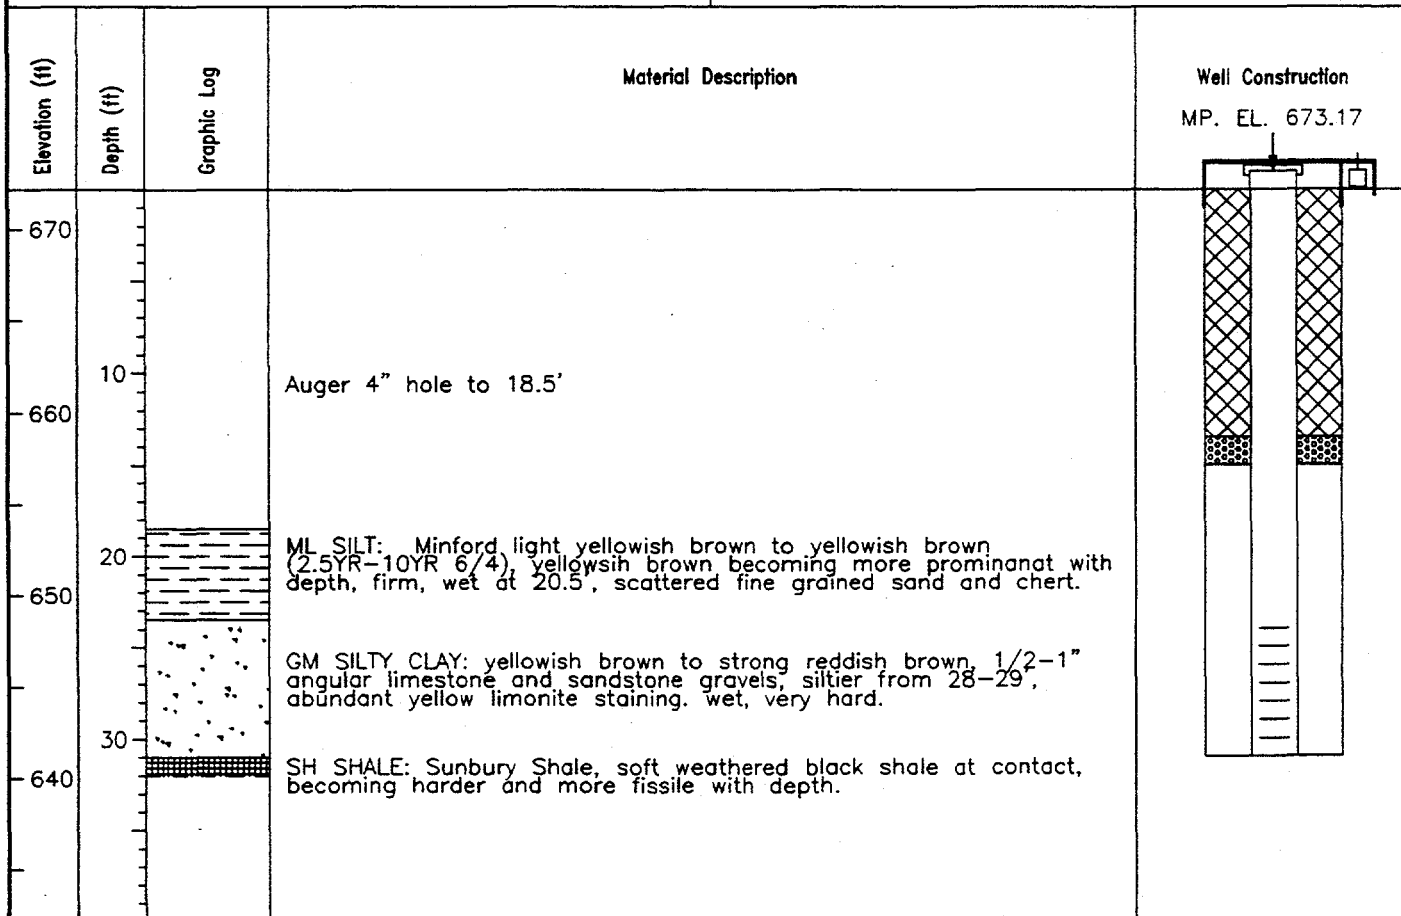 Elevation (ft)
Depth (ft)
Graphic Log
Material Description
Well Construction
MP. EL. 673.17
670
10
Auger 4" hole to 18.5'
660
20
ML SILT: Minford light yellowish brown to yellowish brown
(2.5YR-10YR 6/4), yellowsih brown becoming more prominanat with
depth, firm, wet at 20.5', scattered fine grained sand and chert.
650
GM SILTY CLAY: yellowish brown to strong reddish brown, 1/2-1"
angular limestone and sandstone gravels, siltier from 28-29',
abundant yellow limonite staining. wet, very hard.
30
SH SHALE: Sunbury Shale, soft weathered black shale at contact,
becoming harder and more fissile with depth.
640